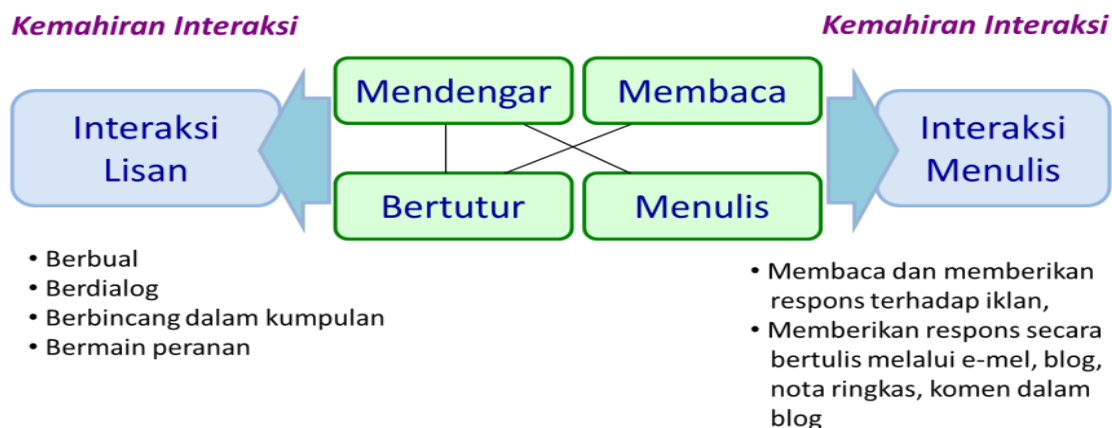 Kemahiran Interaksi
Kemahiran Interaksi
Mendengar
Membaca
Interaksi
Lisan
Interaksi
Menulis
Bertutur
Menulis
• Berbual
• Berdialog
• Berbincang dalam kumpulan
• Bermain peranan
• Membaca dan memberikan
respons terhadap iklan,
• Memberikan respons secara
bertulis melalui e-mel, blog,
nota ringkas, komen dalam
blog